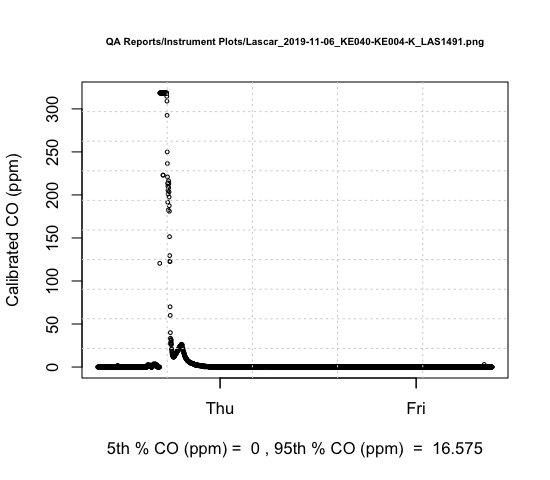 QA Reports/Instrument Plots/Lascar_2019-11-06_KE040-KE004-K_LAS1491.png
Calibrated CO (ppm)
300
250
200
150
100
50
0
Thu Fri
5th % CO (ppm) = 0 , 95th % CO (ppm) = 16.575